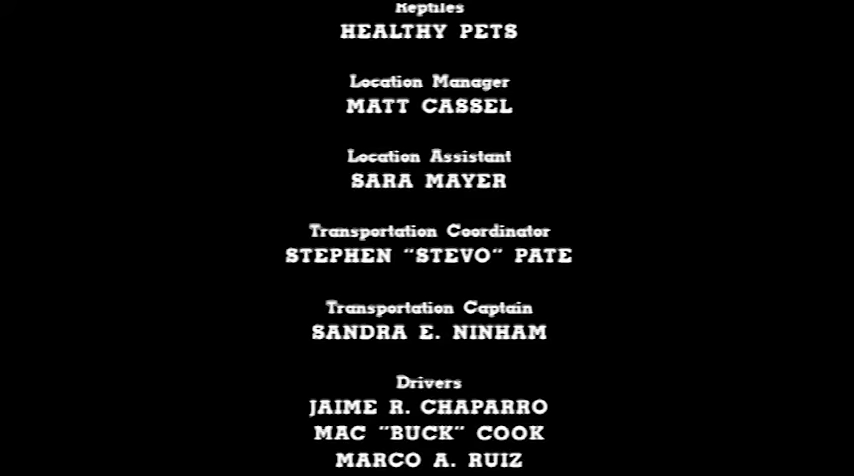 Reptiles
HEALTHY PETS
Location Manager
MATT CASSEL
Location Assistant
SARA MAYER
Transportation Coordinator
STEPHEN "STEVO" PATE
Transportation Captain
SANDRA E. NINHAM
Drivers
JAIME R. CHAPARRO
MAC "BUCK" COOK
MARCO A. RUIZ